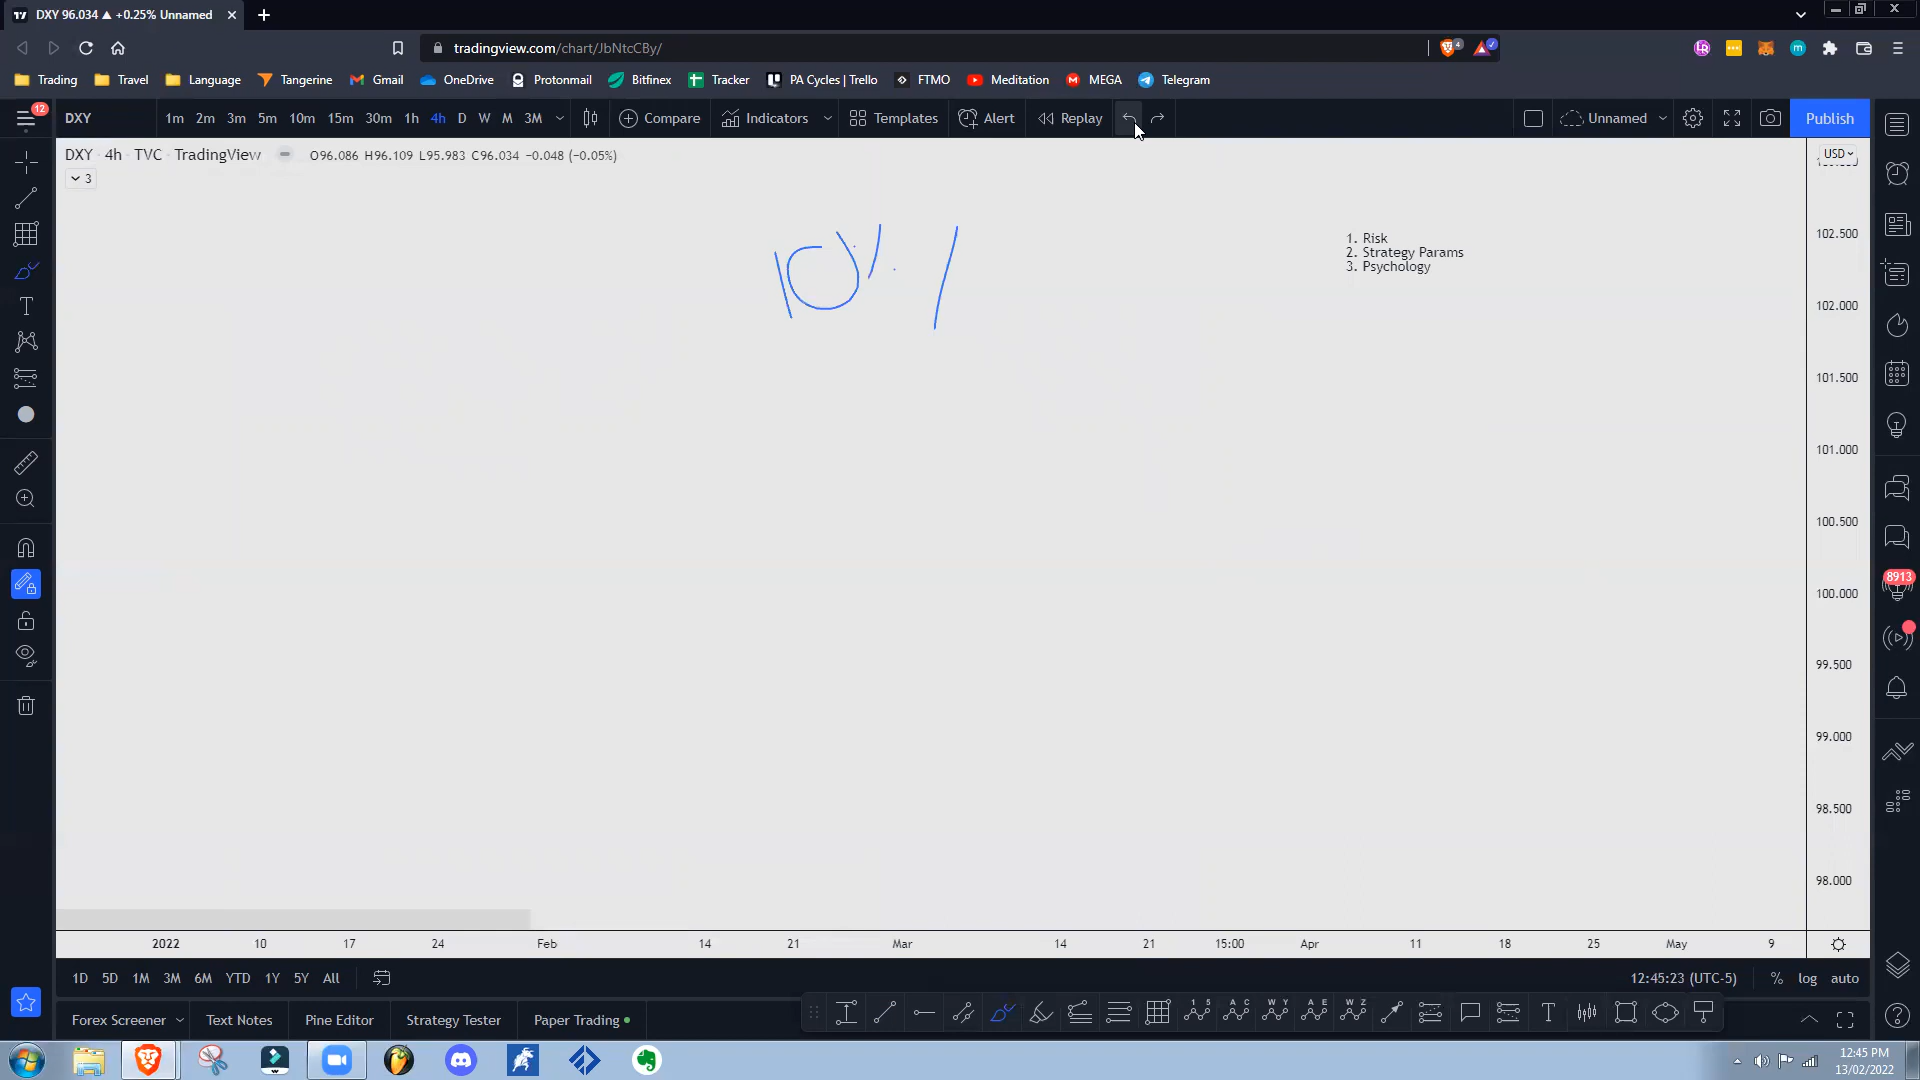 DXY 96.034 ▲ +0.25% Unnamed
tradingview.com/chart/JbNtcCBy/
4
Trading Travel Language Tangerine Gmail OneDrive Protonmail Bitfinex Tracker PA Cycles | Trello FTMO Meditation MEGA Telegram
12
DXY 1m 2m 3m 5m 10m 15m 30m 1h 4h D W M 3M Compare Indicators Templates Alert Replay Unnamed Publish
DXY · 4h · TVC · TradingView O96.086 H96.109 L95.983 C96.034 −0.048 (−0.05%)
USD
3
1. Risk
2. Strategy Params
3. Psychology
10%
102.500
102.000
101.500
101.000
100.500
100.000
99.500
99.000
98.500
98.000
8913
2022 10 17 24 Feb 14 21 Mar 14 21 15:00 Apr 11 18 25 May 9
1D 5D 1M 3M 6M YTD 1Y 5Y All 12:45:23 (UTC-5) % log auto
Forex Screener Text Notes Pine Editor Strategy Tester Paper Trading
12:45 PM
13/02/2022